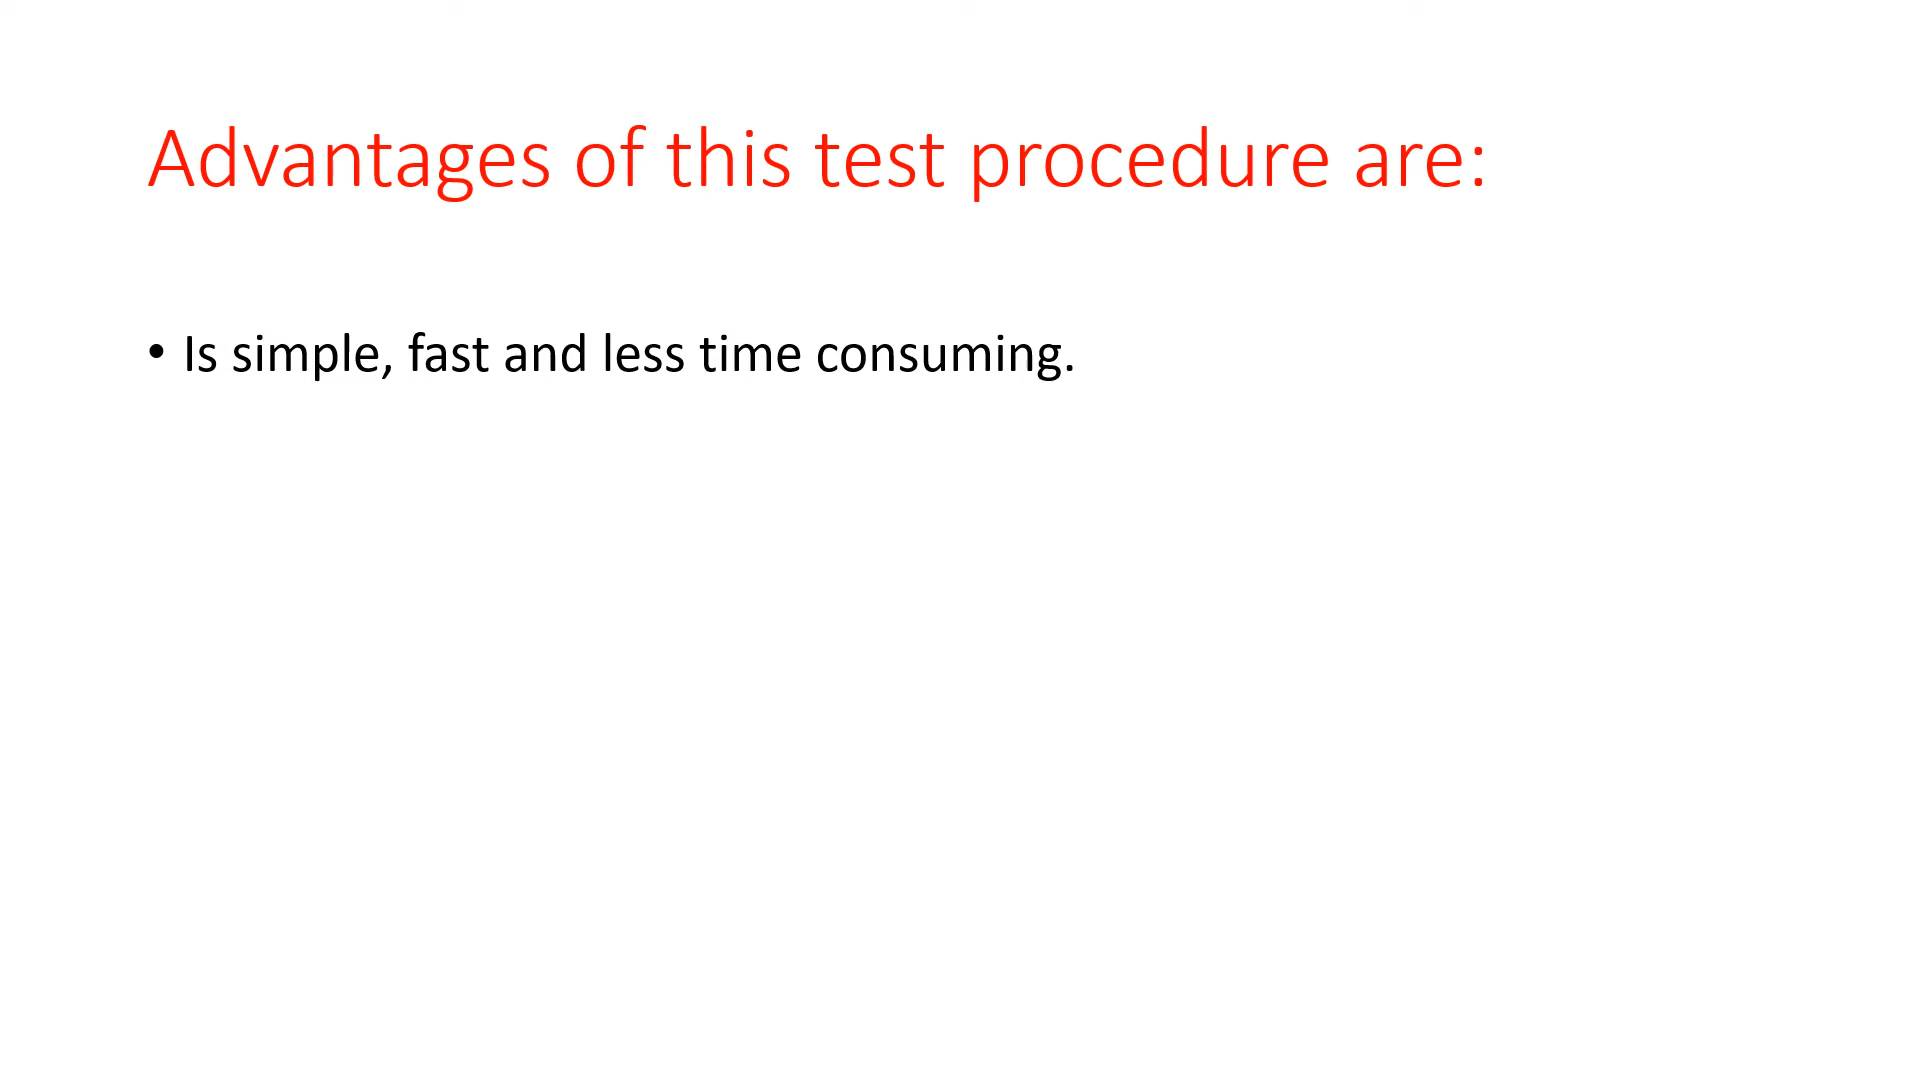 Advantages of this test procedure are:
• Is simple, fast and less time consuming.